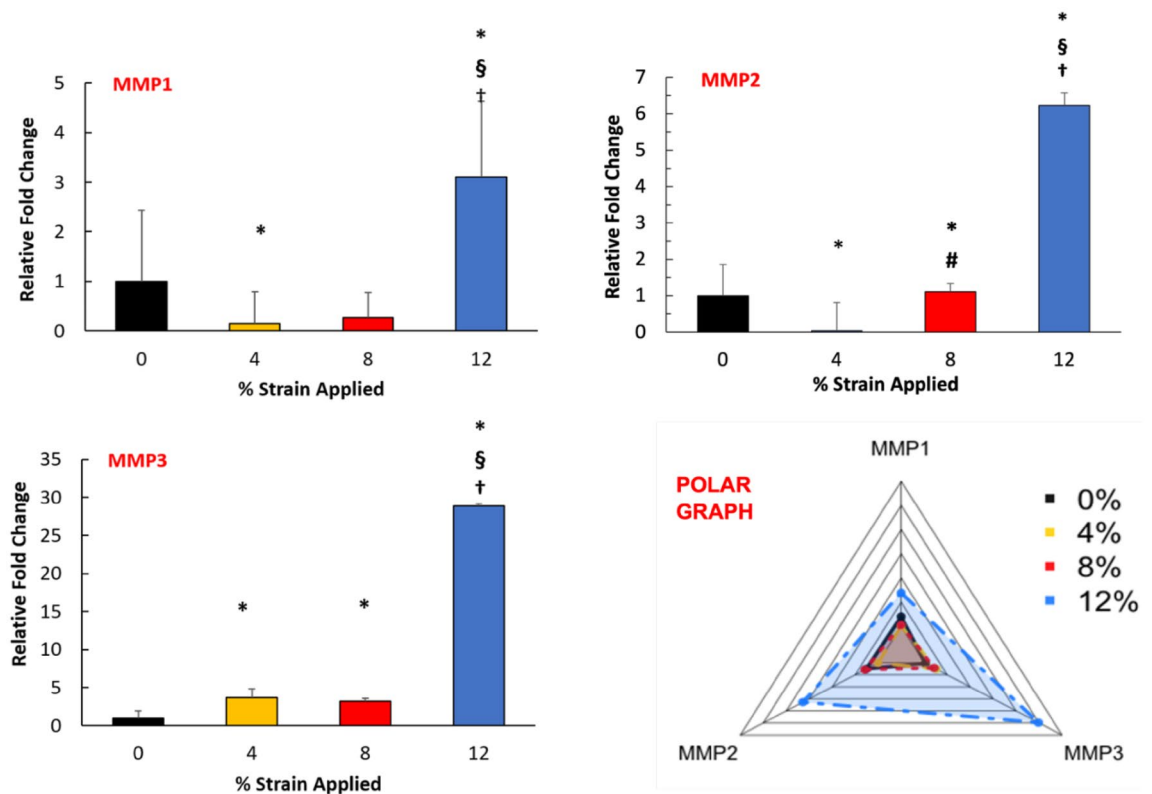 MMP1
Relative Fold Change
5
4
3
2
1
0
*
*
§
†
0 4 8 12
% Strain Applied
MMP2
Relative Fold Change
7
6
5
4
3
2
1
0
*
*
#
*
§
†
0 4 8 12
% Strain Applied
MMP3
Relative Fold Change
35
30
25
20
15
10
5
0
*
*
*
§
†
0 4 8 12
% Strain Applied
POLAR
GRAPH
MMP1
MMP2
MMP3
0%
4%
8%
12%